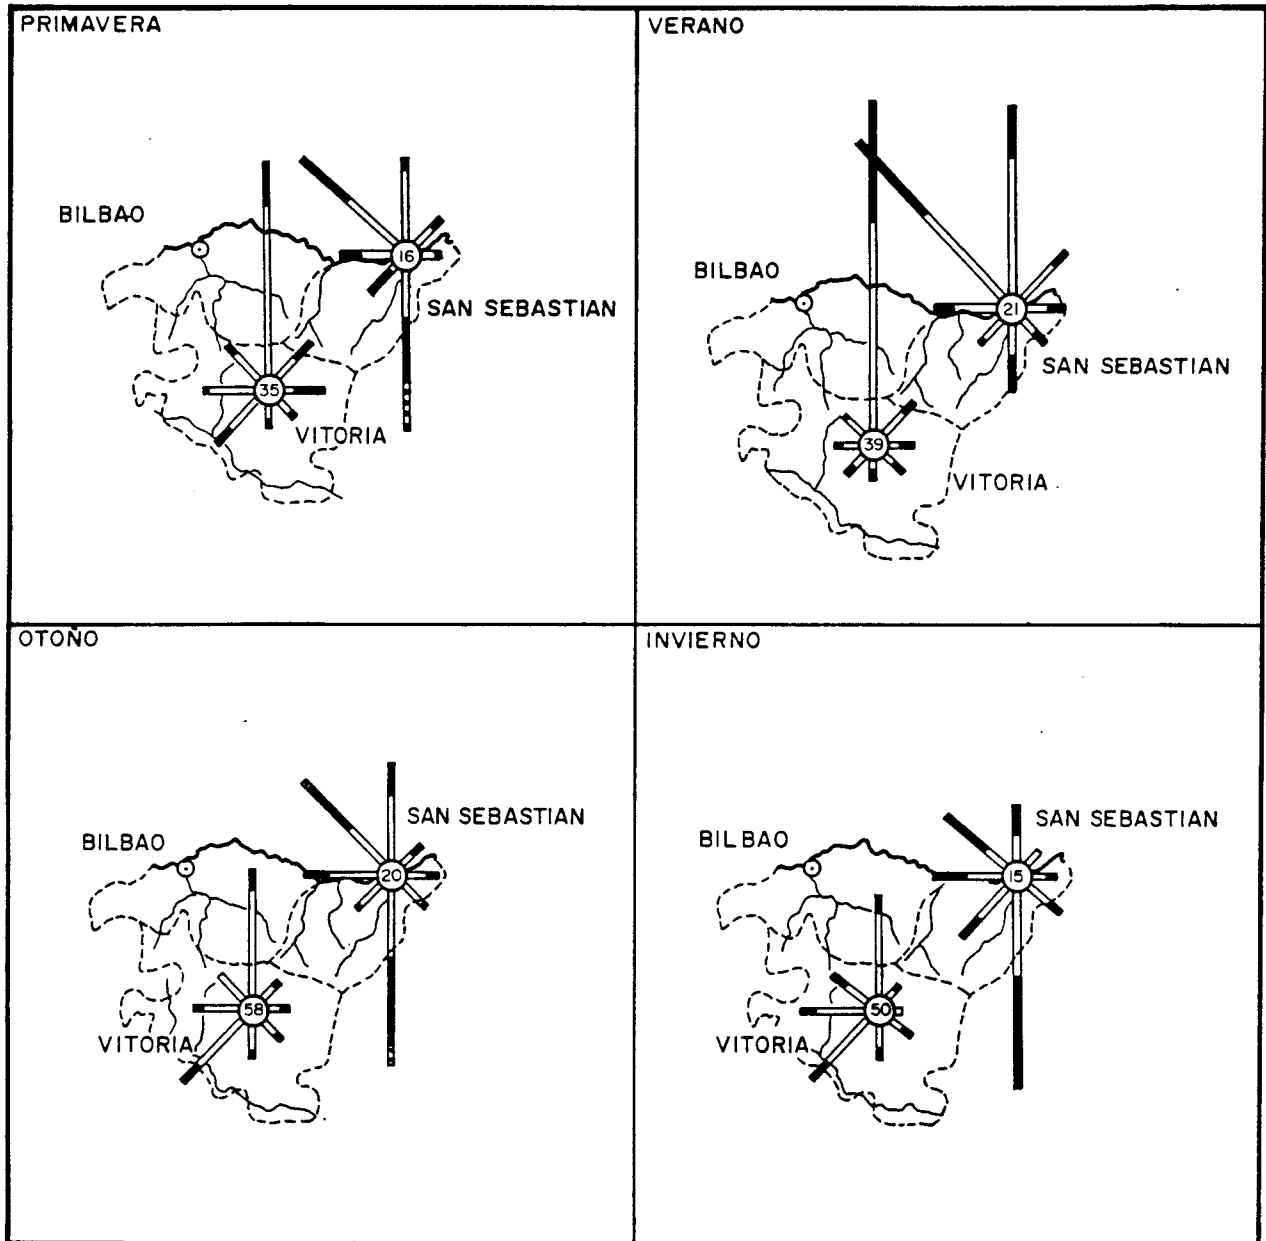 PRIMAVERA
BILBAO
16
SAN SEBASTIAN
35
VITORIA
VERANO
BILBAO
21
SAN SEBASTIAN
39
VITORIA
OTOÑO
SAN SEBASTIAN
BILBAO
20
58
VITORIA
INVIERNO
SAN SEBASTIAN
BILBAO
15
50
VITORIA